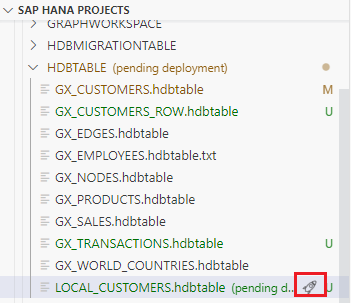 SAP HANA PROJECTS
GRAPHWORKSPACE
HDBMIGRATIONTABLE
HDBTABLE (pending deployment)
GX_CUSTOMERS.hdbtable M
GX_CUSTOMERS_ROW.hdbtable U
GX_EDGES.hdbtable
GX_EMPLOYEES.hdbtable.txt
GX_NODES.hdbtable
GX_PRODUCTS.hdbtable
GX_SALES.hdbtable
GX_TRANSACTIONS.hdbtable U
GX_WORLD_COUNTRIES.hdbtable
LOCAL_CUSTOMERS.hdbtable (pending d... U